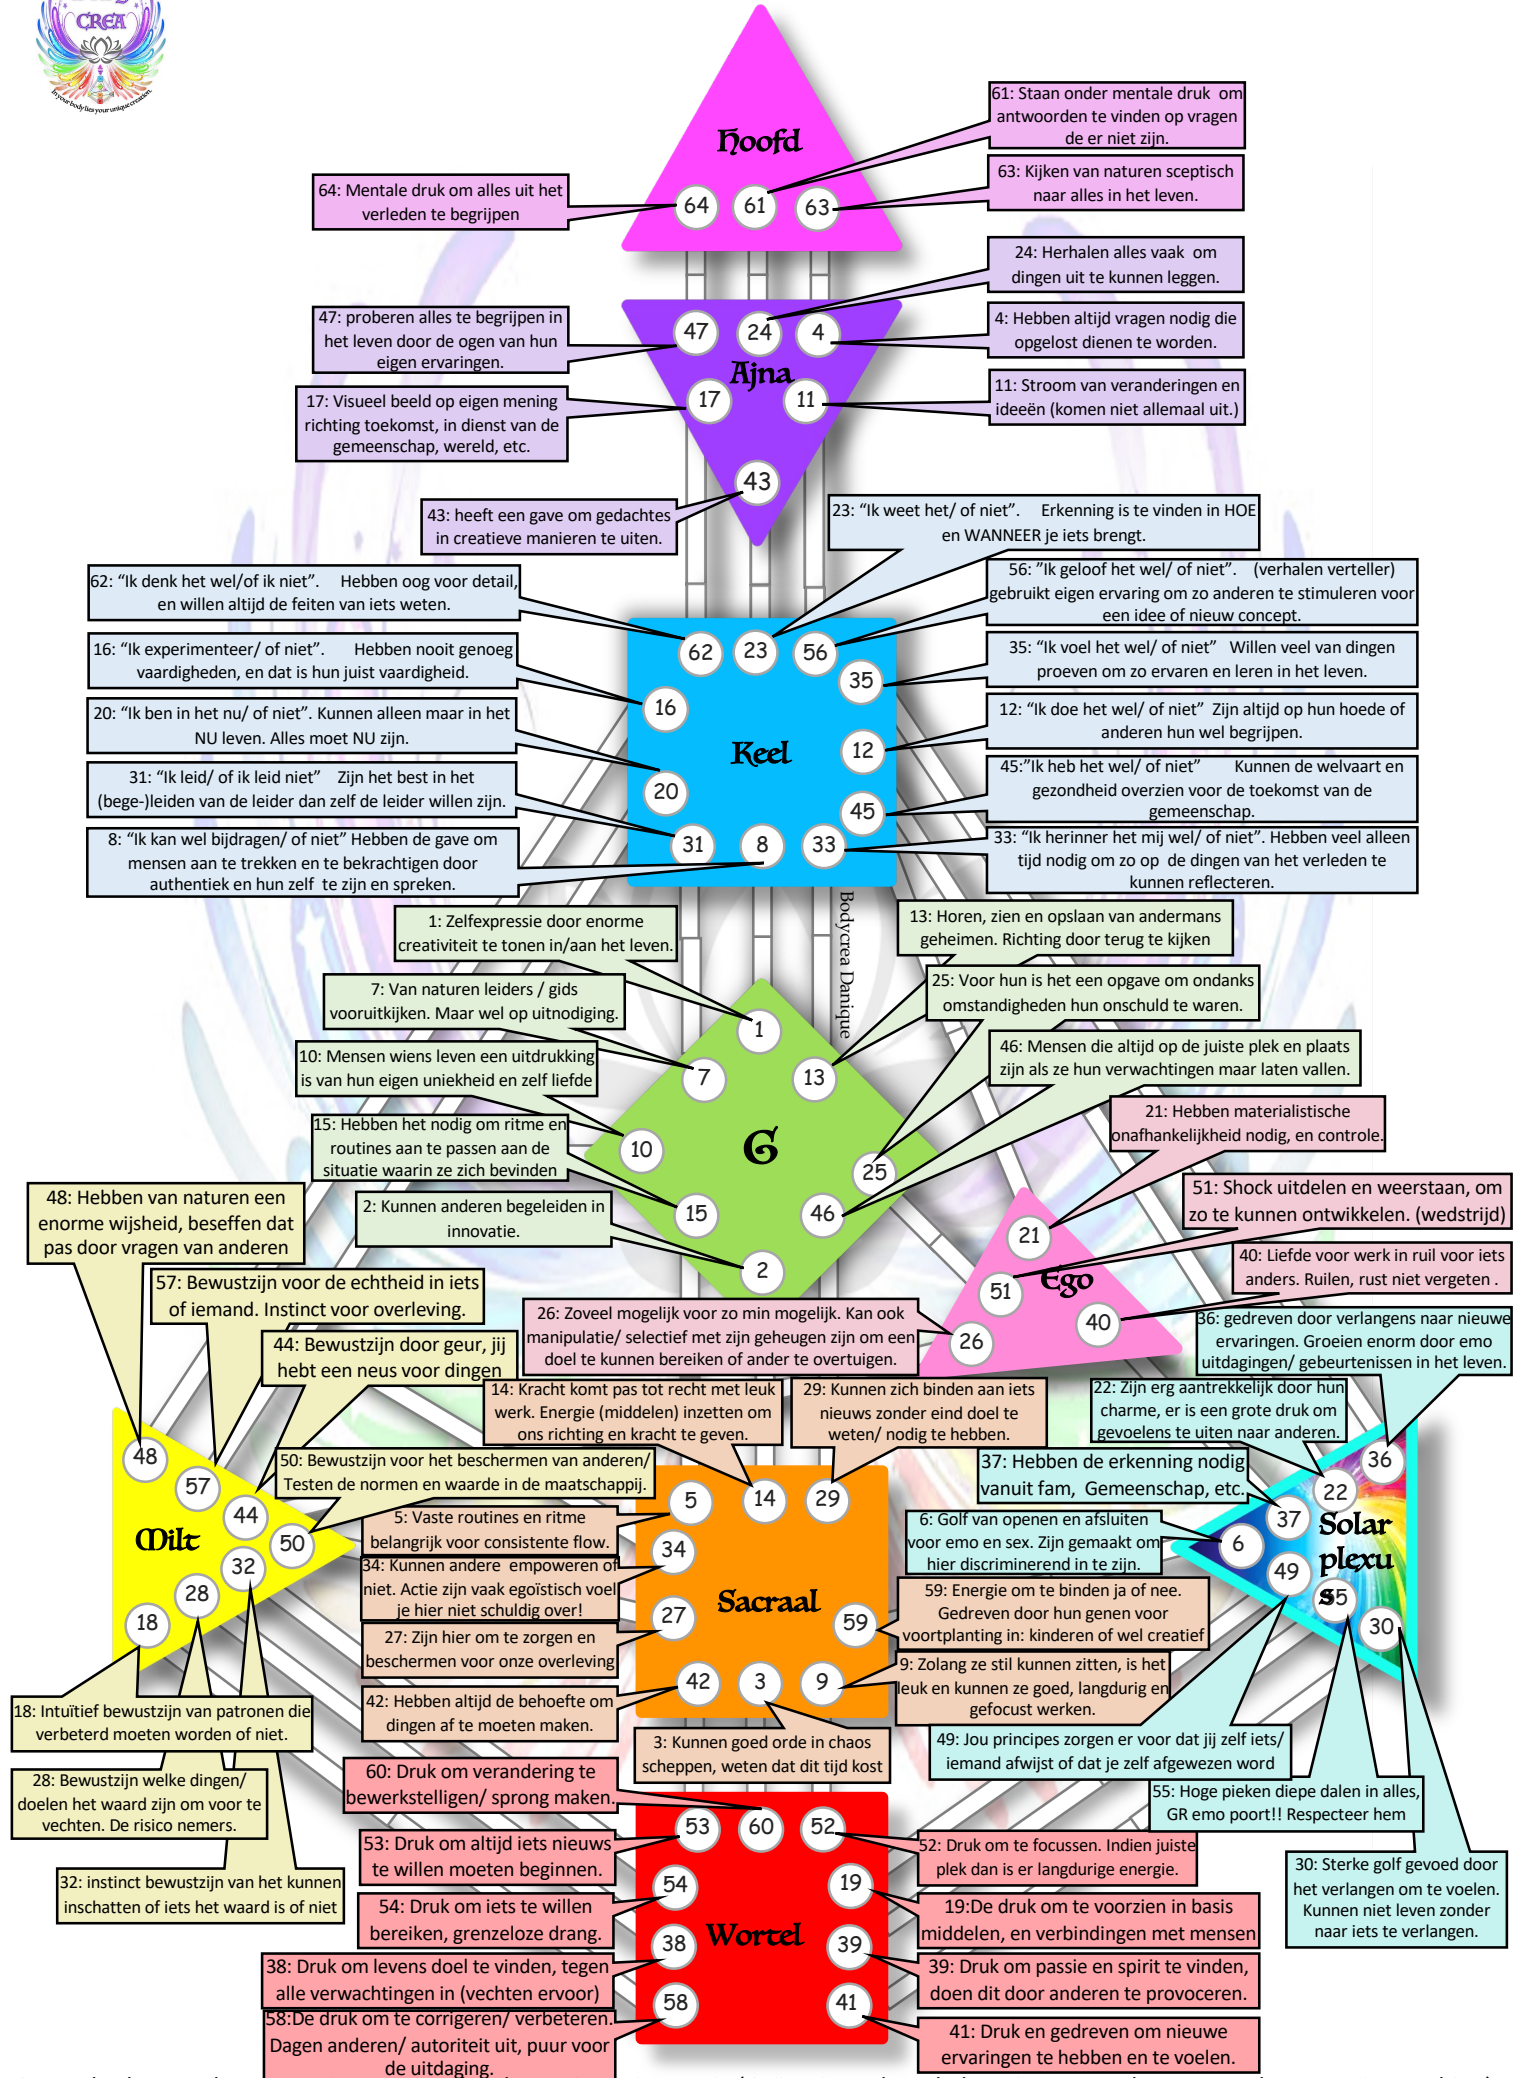 CREA
In your body lies your unique creation.
Hoofd
64 61 63
61: Staan onder mentale druk om
antwoorden te vinden op vragen
de er niet zijn.
63: Kijken van naturen sceptisch
naar alles in het leven.
64: Mentale druk om alles uit het
verleden te begrijpen
24: Herhalen alles vaak om
dingen uit te kunnen leggen.
47: proberen alles te begrijpen in
het leven door de ogen van hun
eigen ervaringen.
4: Hebben altijd vragen nodig die
opgelost dienen te worden.
47 24 4
Ajna
17 11
43
17: Visueel beeld op eigen mening
richting toekomst, in dienst van de
gemeenschap, wereld, etc.
11: Stroom van veranderingen en
ideeën (komen niet allemaal uit.)
43: heeft een gave om gedachtes
in creatieve manieren te uiten.
23: “Ik weet het/ of niet”. Erkenning is te vinden in HOE
en WANNEER je iets brengt.
62: “Ik denk het wel/of ik niet”. Hebben oog voor detail,
en willen altijd de feiten van iets weten.
56: ”Ik geloof het wel/ of niet”. (verhalen verteller)
gebruikt eigen ervaring om zo anderen te stimuleren voor
een idee of nieuw concept.
16: “Ik experimenteer/ of niet”. Hebben nooit genoeg
vaardigheden, en dat is hun juist vaardigheid.
35: “Ik voel het wel/ of niet” Willen veel van dingen
proeven om zo ervaren en leren in het leven.
20: “Ik ben in het nu/ of niet”. Kunnen alleen maar in het
NU leven. Alles moet NU zijn.
12: “Ik doe het wel/ of niet” Zijn altijd op hun hoede of
anderen hun wel begrijpen.
31: “Ik leid/ of ik leid niet” Zijn het best in het
(bege-)leiden van de leider dan zelf de leider willen zijn.
45:”Ik heb het wel/ of niet” Kunnen de welvaart en
gezondheid overzien voor de toekomst van de
gemeenschap.
8: “Ik kan wel bijdragen/ of niet” Hebben de gave om
mensen aan te trekken en te bekrachtigen door
authentiek en hun zelf te zijn en spreken.
33: “Ik herinner het mij wel/ of niet”. Hebben veel alleen
tijd nodig om zo op de dingen van het verleden te
kunnen reflecteren.
62 23 56
35
16
Keel
12
20
45
31 8 33
Bodycrea Danique
1: Zelfexpressie door enorme
creativiteit te tonen in/aan het leven.
13: Horen, zien en opslaan van andermans
geheimen. Richting door terug te kijken
7: Van naturen leiders / gids
vooruitkijken. Maar wel op uitnodiging.
25: Voor hun is het een opgave om ondanks
omstandigheden hun onschuld te waren.
10: Mensen wiens leven een uitdrukking
is van hun eigen uniekheid en zelf liefde
46: Mensen die altijd op de juiste plek en plaats
zijn als ze hun verwachtingen maar laten vallen.
15: Hebben het nodig om ritme en
routines aan te passen aan de
situatie waarin ze zich bevinden
2: Kunnen anderen begeleiden in
innovatie.
1
7 13
10 G 25
15 46
2
21: Hebben materialistische
onafhankelijkheid nodig, en controle.
51: Shock uitdelen en weerstaan, om
zo te kunnen ontwikkelen. (wedstrijd)
40: Liefde voor werk in ruil voor iets
anders. Ruilen, rust niet vergeten .
26: Zoveel mogelijk voor zo min mogelijk. Kan ook
manipulatie/ selectief met zijn geheugen zijn om een
doel te kunnen bereiken of ander te overtuigen.
21
51 Ego
26 40
48: Hebben van naturen een
enorme wijsheid, beseffen dat
pas door vragen van anderen
57: Bewustzijn voor de echtheid in iets
of iemand. Instinct voor overleving.
44: Bewustzijn door geur, jij
hebt een neus voor dingen
50: Bewustzijn voor het beschermen van anderen/
Testen de normen en waarde in de maatschappij.
48
57
44
50
Milt
32
28
18
18: Intuïtief bewustzijn van patronen die
verbeterd moeten worden of niet.
28: Bewustzijn welke dingen/
doelen het waard zijn om voor te
vechten. De risico nemers.
32: instinct bewustzijn van het kunnen
inschatten of iets het waard is of niet
14: Kracht komt pas tot recht met leuk
werk. Energie (middelen) inzetten om
ons richting en kracht te geven.
29: Kunnen zich binden aan iets
nieuws zonder eind doel te
weten/ nodig te hebben.
5: Vaste routines en ritme
belangrijk voor consistente flow.
34: Kunnen andere empoweren of
niet. Actie zijn vaak egoïstisch voel
je hier niet schuldig over!
27: Zijn hier om te zorgen en
beschermen voor onze overleving
42: Hebben altijd de behoefte om
dingen af te moeten maken.
59: Energie om te binden ja of nee.
Gedreven door hun genen voor
voortplanting in: kinderen of wel creatief
9: Zolang ze stil kunnen zitten, is het
leuk en kunnen ze goed, langdurig en
gefocust werken.
3: Kunnen goed orde in chaos
scheppen, weten dat dit tijd kost
5 14 29
34
Sacraal
27 59
42 3 9
36: gedreven door verlangens naar nieuwe
ervaringen. Groeien enorm door emo
uitdagingen/ gebeurtenissen in het leven.
22: Zijn erg aantrekkelijk door hun
charme, er is een grote druk om
gevoelens te uiten naar anderen.
37: Hebben de erkenning nodig
vanuit fam, Gemeenschap, etc.
6: Golf van openen en afsluiten
voor emo en sex. Zijn gemaakt om
hier discriminerend in te zijn.
36
22
37
6
Solar
plexu
s
49
55
30
49: Jou principes zorgen er voor dat jij zelf iets/
iemand afwijst of dat je zelf afgewezen word
55: Hoge pieken diepe dalen in alles,
GR emo poort!! Respecteer hem
30: Sterke golf gevoed door
het verlangen om te voelen.
Kunnen niet leven zonder
naar iets te verlangen.
60: Druk om verandering te
bewerkstelligen/ sprong maken.
53: Druk om altijd iets nieuws
te willen moeten beginnen.
54: Druk om iets te willen
bereiken, grenzeloze drang.
38: Druk om levens doel te vinden, tegen
alle verwachtingen in (vechten ervoor)
58:De druk om te corrigeren/ verbeteren.
Dagen anderen/ autoriteit uit, puur voor
de uitdaging.
53 60 52
54 19
Wortel
38 39
58 41
52: Druk om te focussen. Indien juiste
plek dan is er langdurige energie.
19:De druk om te voorzien in basis
middelen, en verbindingen met mensen
39: Druk om passie en spirit te vinden,
doen dit door anderen te provoceren.
41: Druk en gedreven om nieuwe
ervaringen te hebben en te voelen.